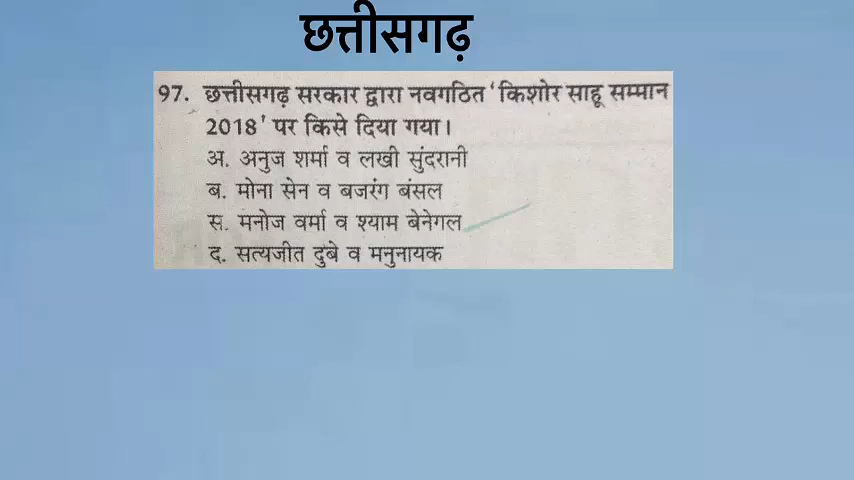 छत्तीसगढ़
97. छत्तीसगढ़ सरकार द्वारा नवगठित 'किशोर साहू सम्मान
2018' पर किसे दिया गया।
अ. अनुज शर्मा व लखी सुंदरानी
ब. मोना सेन व बजरंग बंसल
स. मनोज वर्मा व श्याम बेनेगल
द. सत्यजीत दुबे व मनुनायक